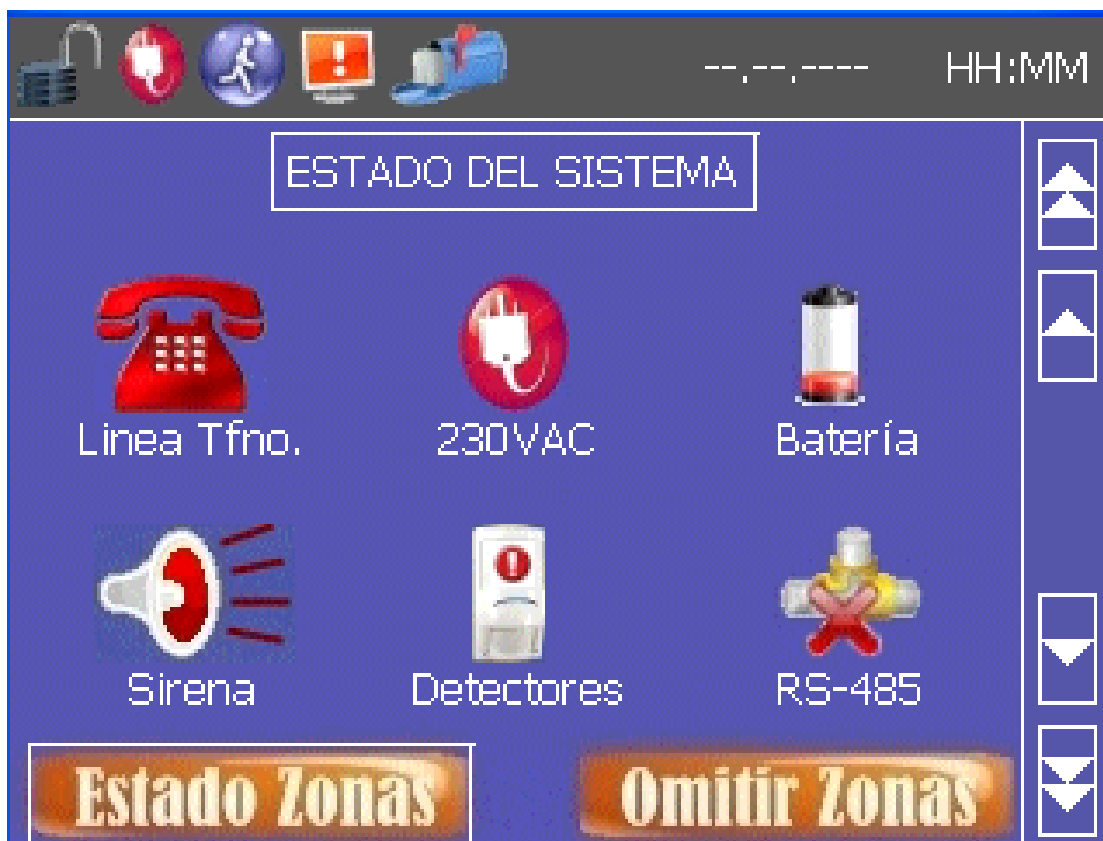 --.--.---- HH:MM
ESTADO DEL SISTEMA
Linea Tfno. 230VAC Batería
Sirena Detectores RS-485
Estado Zonas Omitir Zonas